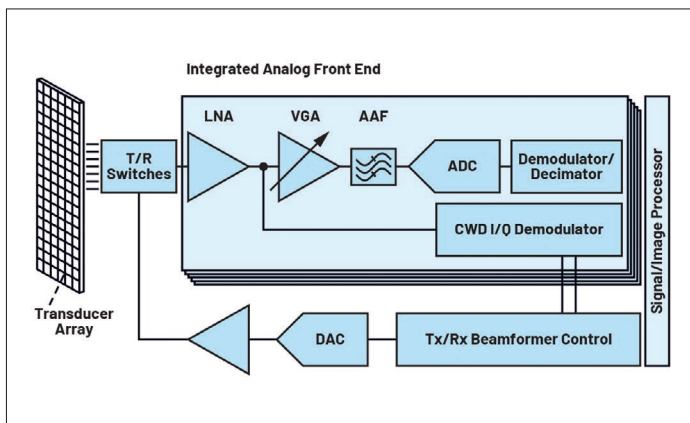 Integrated Analog Front End
LNA
VGA
AAF
T/R
Switches
ADC
Demodulator/
Decimator
CWD I/Q Demodulator
Signal/Image Processor
Transducer
Array
DAC
Tx/Rx Beamformer Control